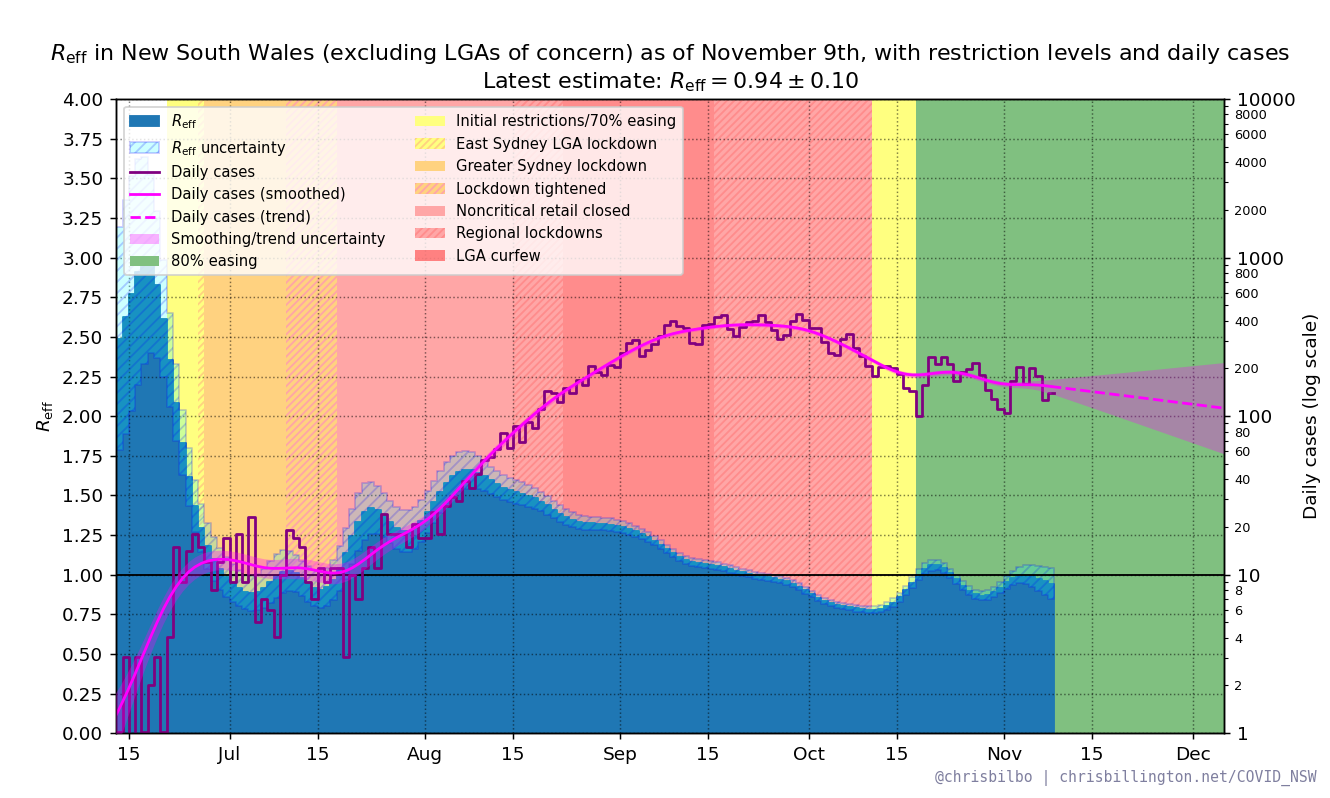 Reff in New South Wales (excluding LGAs of concern) as of November 9th, with restriction levels and daily cases
Latest estimate: Reff = 0.94 ± 0.10
Reff
Reff uncertainty
Daily cases
Daily cases (smoothed)
Daily cases (trend)
Smoothing/trend uncertainty
80% easing
Initial restrictions/70% easing
East Sydney LGA lockdown
Greater Sydney lockdown
Lockdown tightened
Noncritical retail closed
Regional lockdowns
LGA curfew
Reff
4.00
3.75
3.50
3.25
3.00
2.75
2.50
2.25
2.00
1.75
1.50
1.25
1.00
0.75
0.50
0.25
0.00
10000
8000
6000
4000
2000
1000
800
600
400
200
100
80
60
40
20
10
8
6
4
2
1
Daily cases (log scale)
15 Jul 15 Aug 15 Sep 15 Oct 15 Nov 15 Dec
@chrisbilbo | chrisbillington.net/COVID_NSW